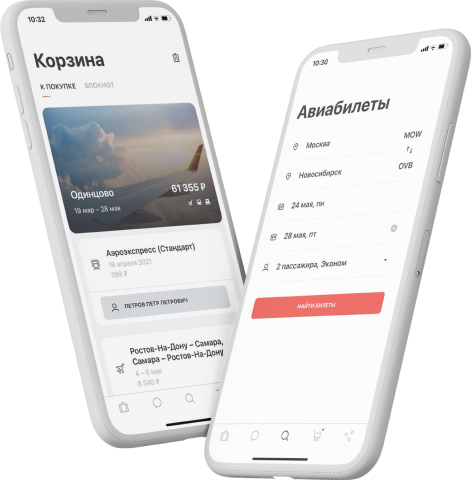 10:32
Корзина
К ПОКУПКЕ БЛОКНОТ
Одинцово
61 355 ₽
19 мар – 28 мая
Аэроэкспресс (Стандарт)
18 апреля 2021
399 ₽
ПЕТРОВ ПЕТР ПЕТРОВИЧ
Ростов-На-Дону – Самара,
Самара – Ростов-На-Дону
4 – 6 мая
8 340 ₽
10:30
Авиабилеты
Москва
MOW
Новосибирск
OVB
24 мая, пн
28 мая, пт
2 пассажира, Эконом
НАЙТИ БИЛЕТЫ